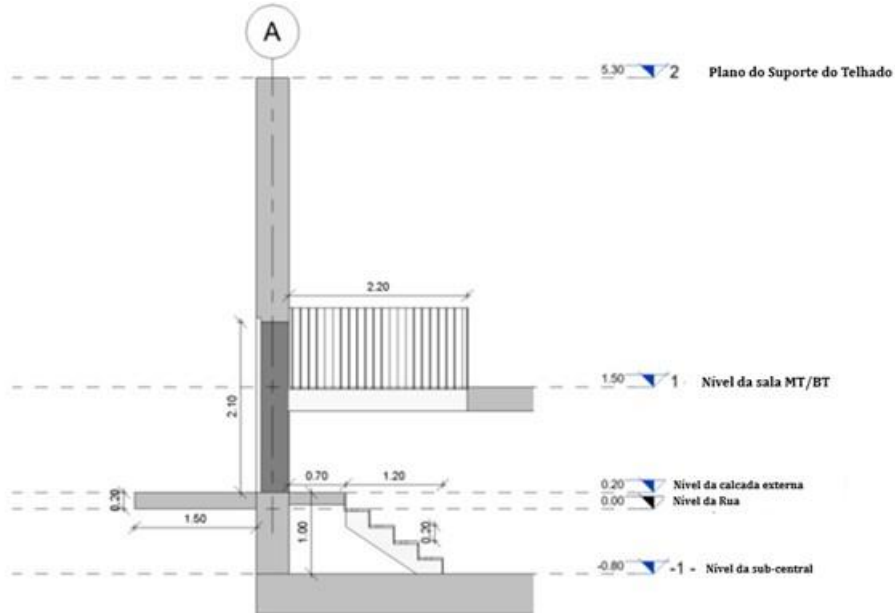 A
5.30 2 Plano do Suporte do Telhado
2.20
1.50 1 Nível da sala MT/BT
2.10
0.70 1.20
0.20 Nível da calcada externa
0.00 Nível da Rua
0.20
1.50
1.00
0.20
-0.80 -1 - Nível da sub-central